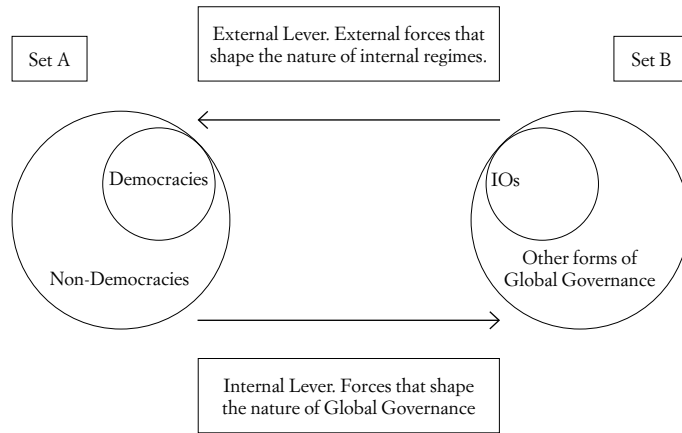 External Lever. External forces that
shape the nature of internal regimes.
Set A
Set B
Democracies
IOs
Non-Democracies
Other forms of
Global Governance
Internal Lever. Forces that shape
the nature of Global Governance